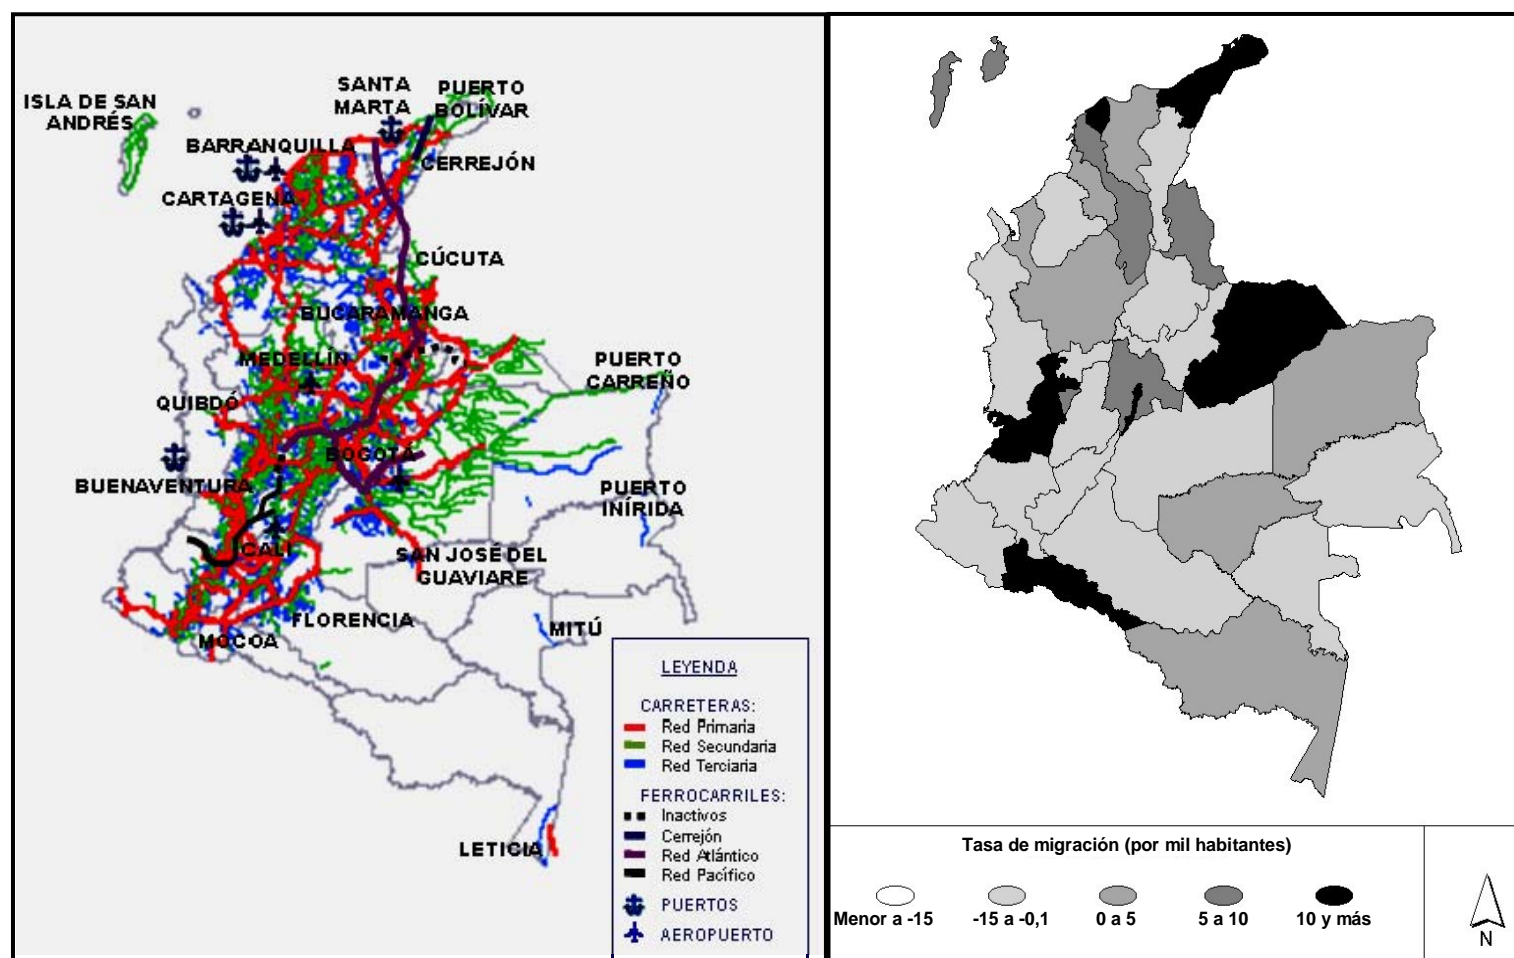 SANTA
MARTA
PUERTO
BOLÍVAR
ISLA DE SAN
ANDRÉS
BARRANQUILLA
CERREJÓN
CARTAGENA
CÚCUTA
BUCARAMANGA
MEDELLÍN
PUERTO
CARREÑO
QUIBDÓ
BOGOTÁ
BUENAVENTURA
PUERTO
INÍRIDA
CALI
SAN JOSÉ DEL
GUAVIARE
FLORENCIA
MITÚ
MOCOA
LETICIA
LEYENDA
CARRETERAS:
Red Primaria
Red Secundaria
Red Terciaria
FERROCARRILES:
Inactivos
Cerrejón
Red Atlántico
Red Pacífico
PUERTOS
AEROPUERTO
Tasa de migración (por mil habitantes)
Menor a -15
-15 a -0,1
0 a 5
5 a 10
10 y más
N